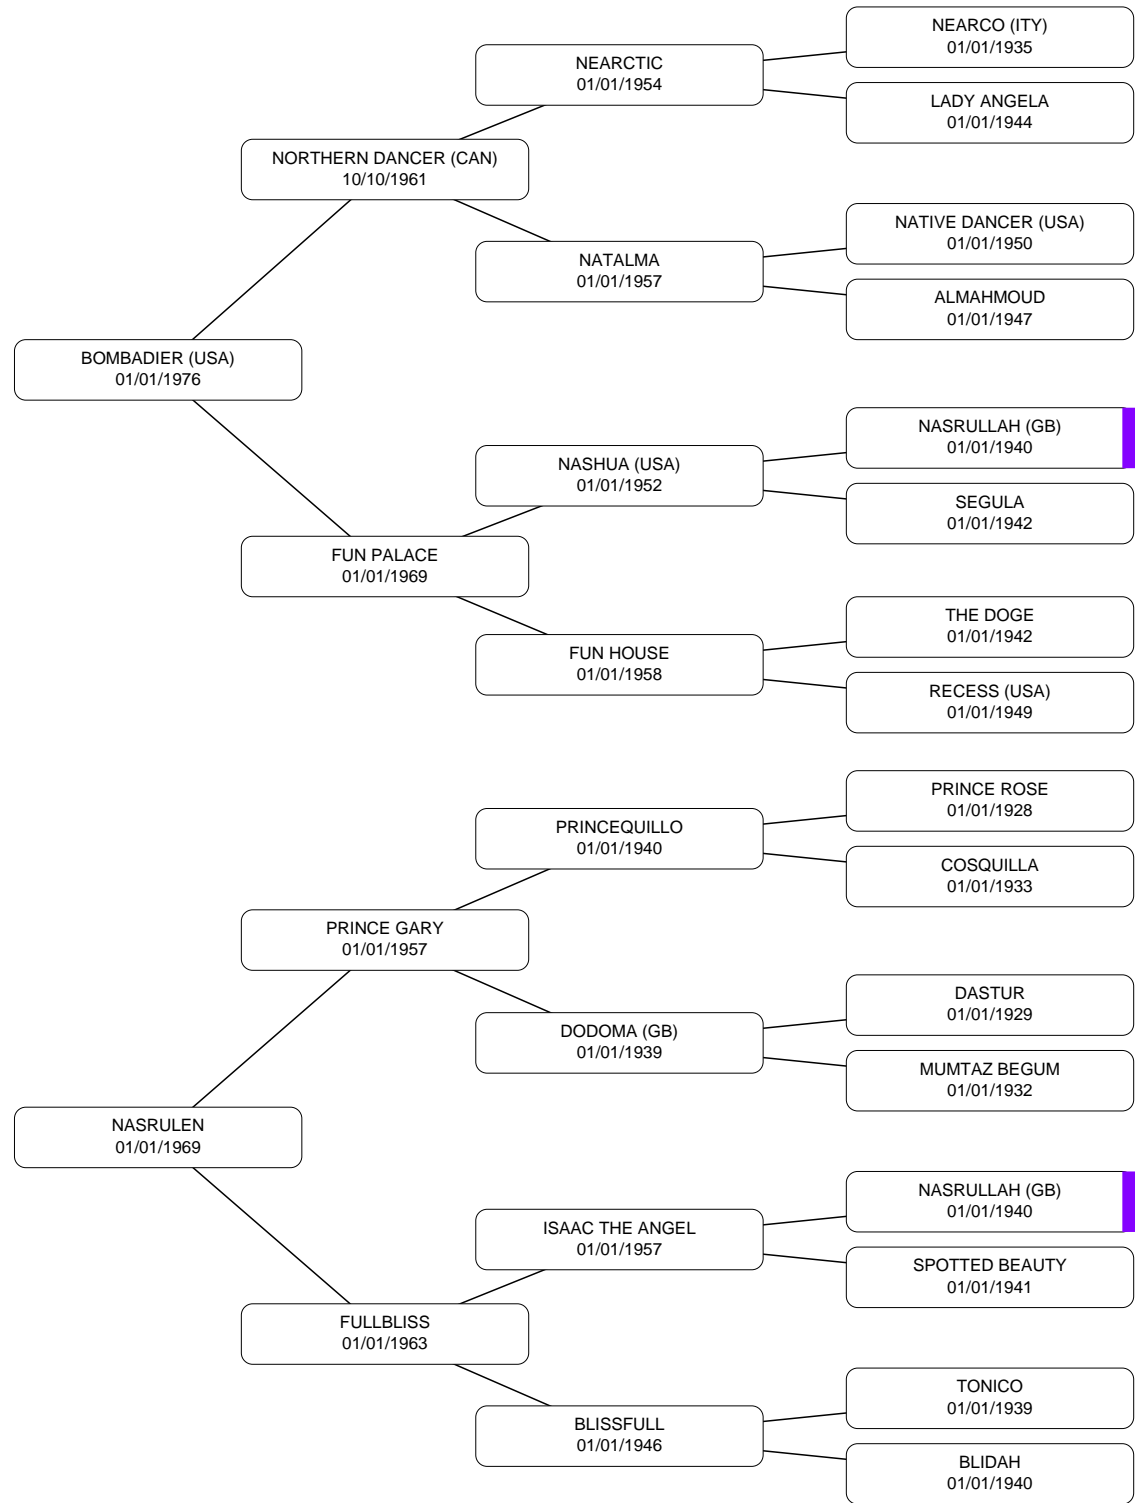 NEARCO (ITY)
01/01/1935
NEARCTIC
01/01/1954
LADY ANGELA
01/01/1944
NORTHERN DANCER (CAN)
10/10/1961
NATIVE DANCER (USA)
01/01/1950
NATALMA
01/01/1957
ALMAHMOUD
01/01/1947
BOMBADIER (USA)
01/01/1976
NASRULLAH (GB)
01/01/1940
NASHUA (USA)
01/01/1952
SEGULA
01/01/1942
FUN PALACE
01/01/1969
THE DOGE
01/01/1942
FUN HOUSE
01/01/1958
RECESS (USA)
01/01/1949
PRINCE ROSE
01/01/1928
PRINCEQUILLO
01/01/1940
COSQUILLA
01/01/1933
PRINCE GARY
01/01/1957
DASTUR
01/01/1929
DODOMA (GB)
01/01/1939
MUMTAZ BEGUM
01/01/1932
NASRULEN
01/01/1969
NASRULLAH (GB)
01/01/1940
ISAAC THE ANGEL
01/01/1957
SPOTTED BEAUTY
01/01/1941
FULLBLISS
01/01/1963
TONICO
01/01/1939
BLISSFULL
01/01/1946
BLIDAH
01/01/1940